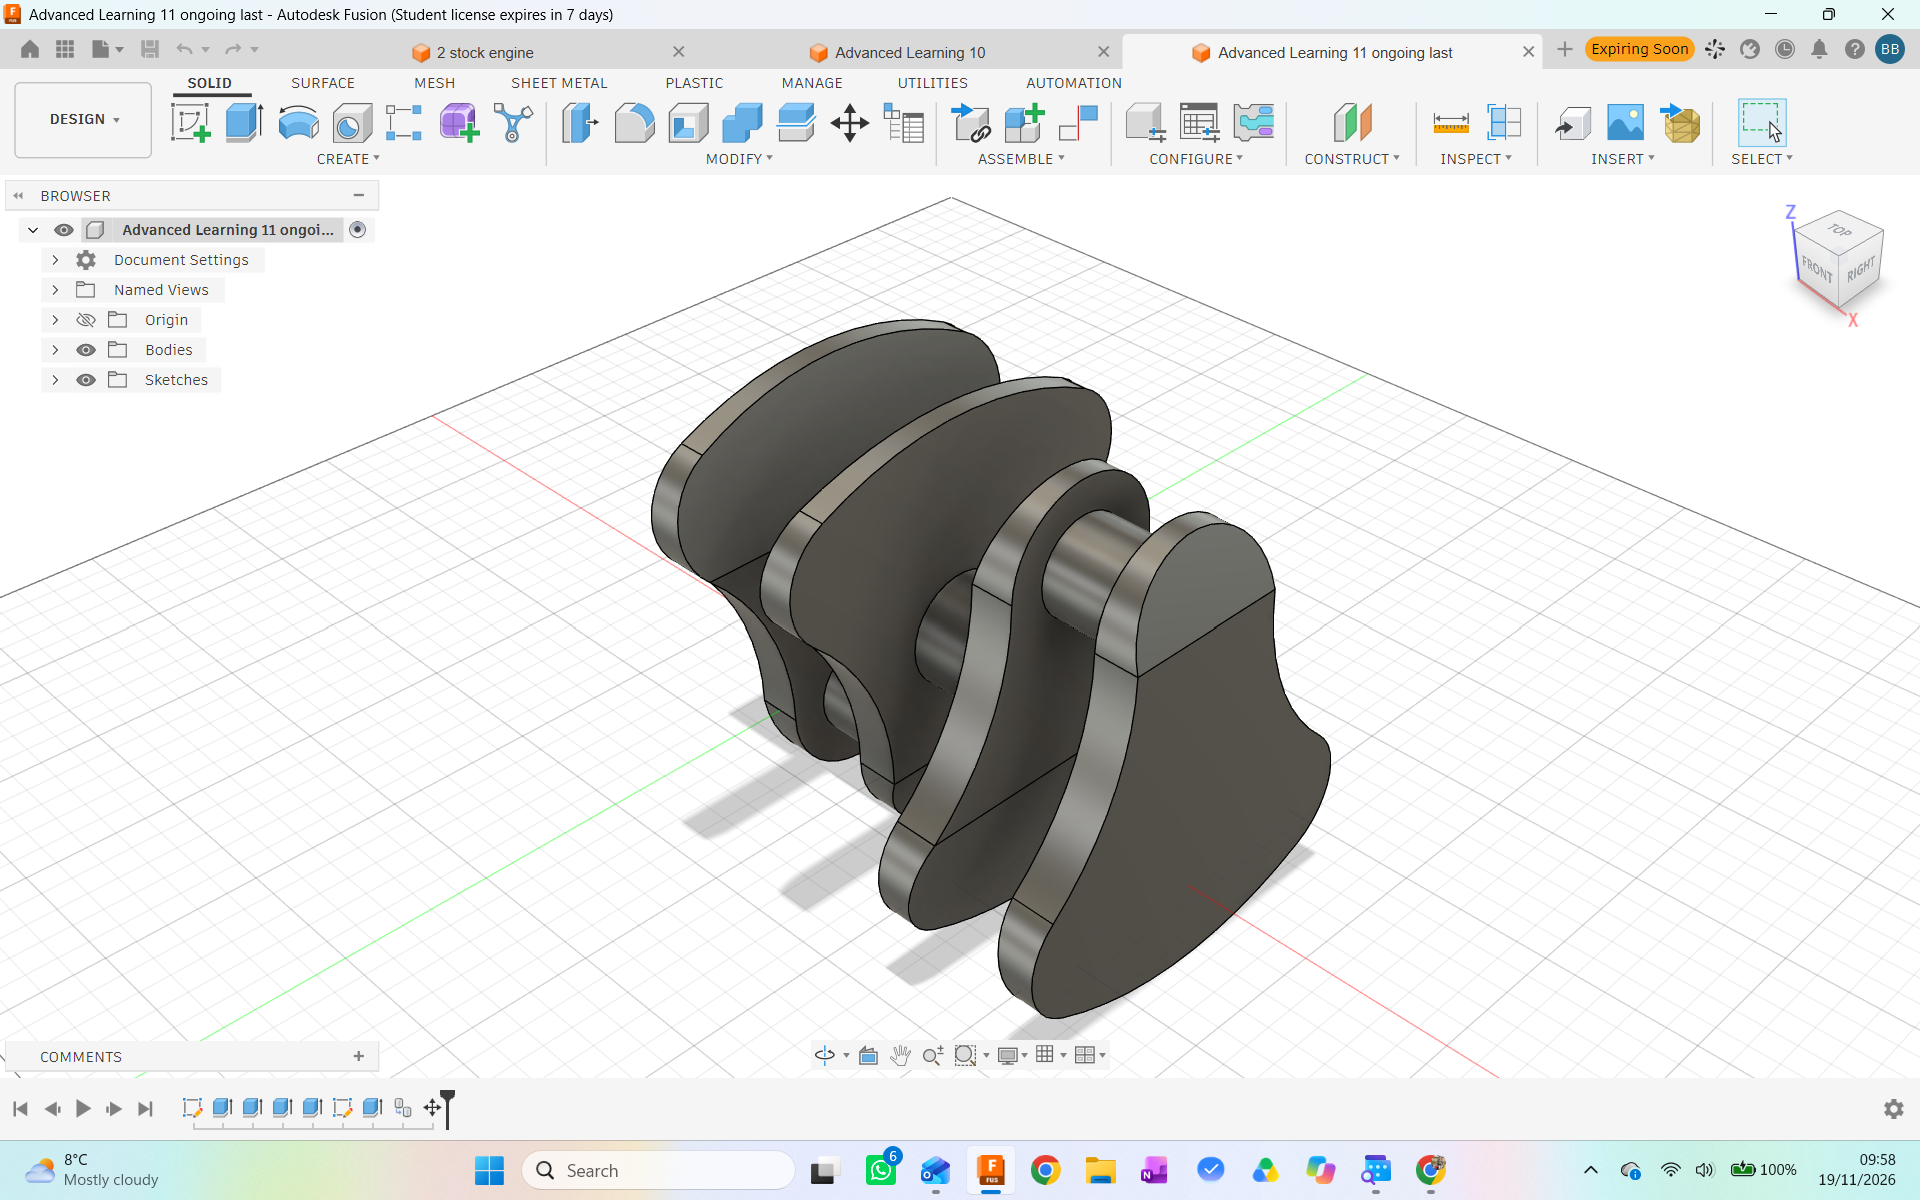 Advanced Learning 11 ongoing last - Autodesk Fusion (Student license expires in 7 days)
2 stock engine
Advanced Learning 10
Advanced Learning 11 ongoing last
Expiring Soon
BB
SOLID
SURFACE
MESH
SHEET METAL
PLASTIC
MANAGE
UTILITIES
AUTOMATION
DESIGN
CREATE
MODIFY
ASSEMBLE
CONFIGURE
CONSTRUCT
INSPECT
INSERT
SELECT
BROWSER
Advanced Learning 11 ongoi...
Document Settings
Named Views
Origin
Bodies
Sketches
Z
TOP
FRONT
RIGHT
X
COMMENTS
8°C
Mostly cloudy
Search
6
100%
09:58
19/11/2026